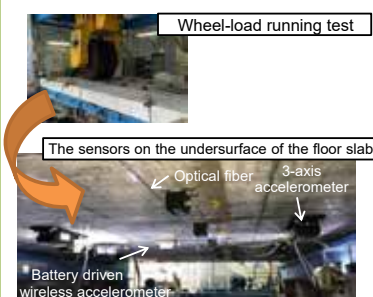 Wheel-load running test
The sensors on the undersurface of the floor slab
Optical fiber
3-axis
accelerometer
Battery driven
wireless accelerometer